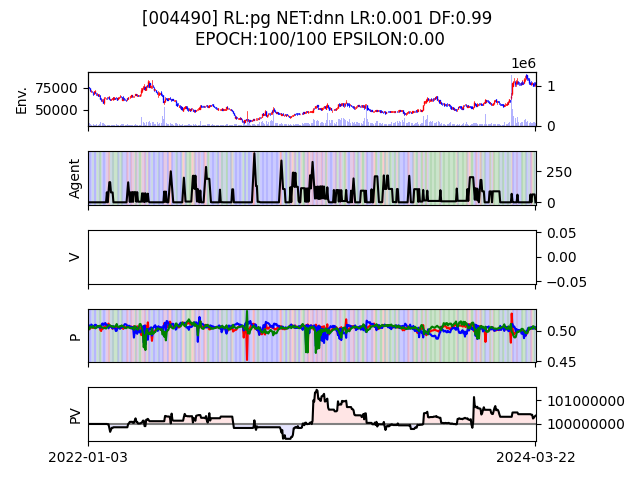 [004490] RL:pg NET:dnn LR:0.001 DF:0.99
EPOCH:100/100 EPSILON:0.00
1e6
Env.
75000
50000
1
0
Agent
250
0
V
0.05
0.00
−0.05
P
0.50
0.45
PV
101000000
100000000
2022-01-03
2024-03-22